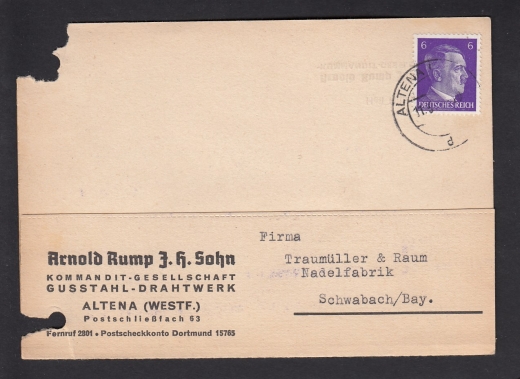 6 6
DEUTSCHES REICH
ALTENA
Arnold Rump J. H. Sohn
KOMMANDIT-GESELLSCHAFT
GUSSTAHL-DRAHTWERK
ALTENA (WESTF.)
Postschließfach 63
Fernruf 2801 • Postscheckkonto Dortmund 15765
Firma
Traumüller & Raum
Nadelfabrik
Schwabach/Bay.